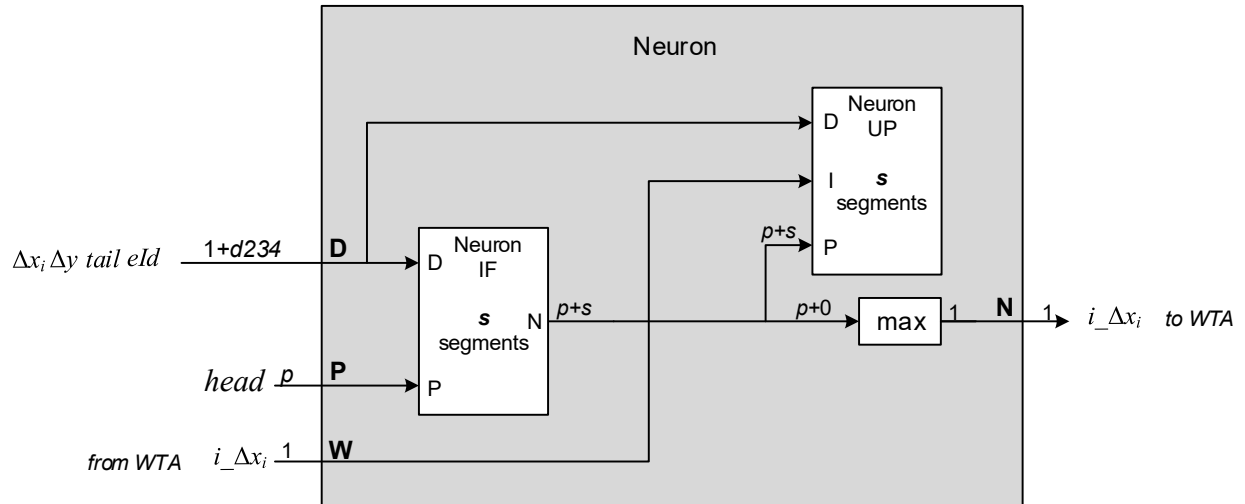 Neuron
Neuron
UP
D
I
s
segments
P
p+s
Δxᵢ Δy tail eId
1+d234
D
Neuron
IF
D
s
segments
N
P
p+s
p+0
max
1
N
1
i_Δxᵢ to WTA
head
p
P
from WTA i_Δxᵢ
1
W